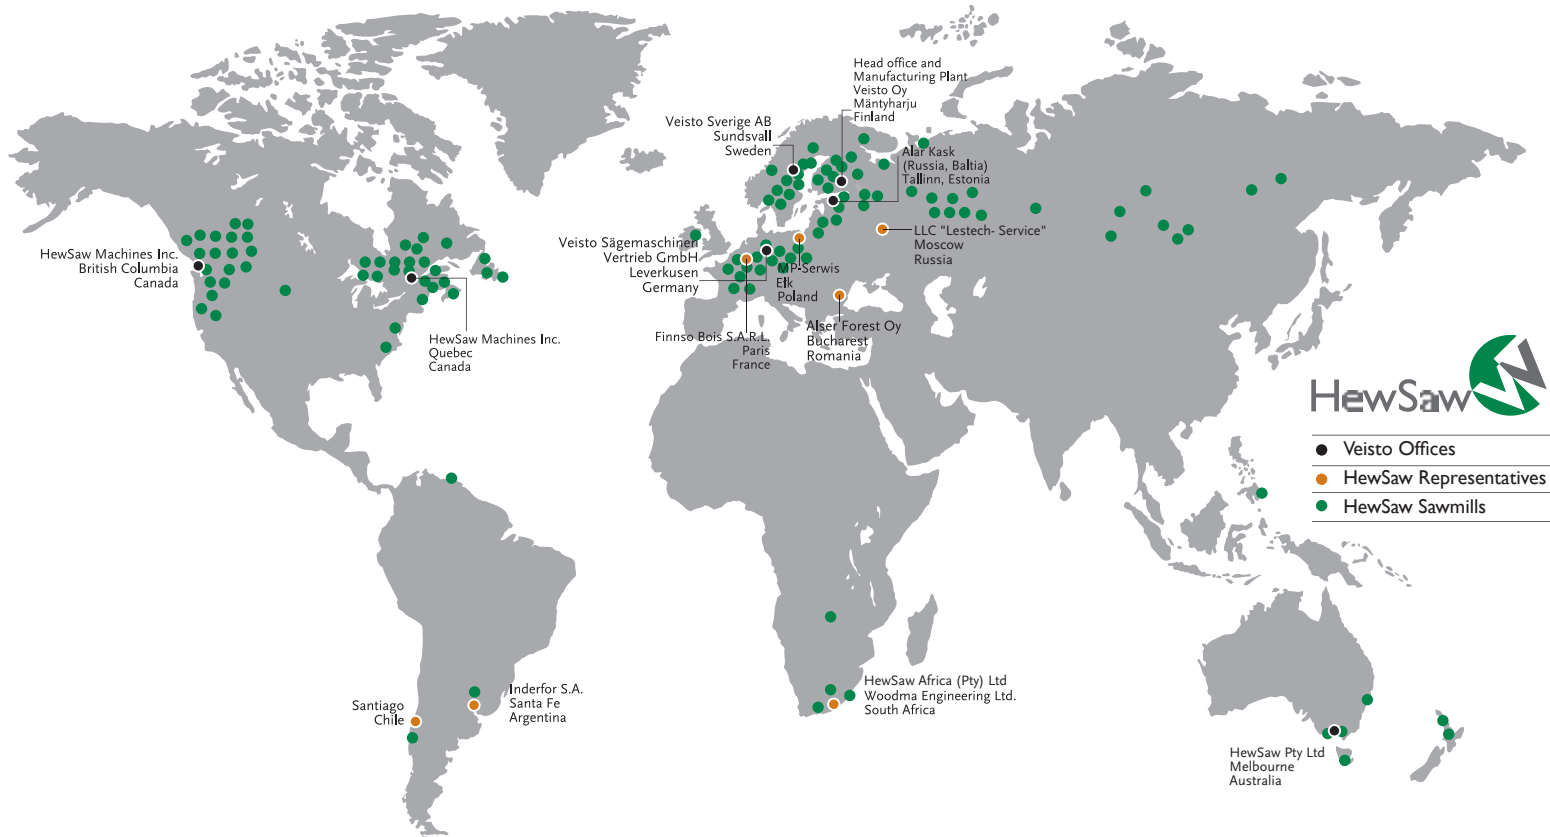 Head office and
Manufacturing Plant
Veisto Oy
Mäntyharju
Finland
Veisto Sverige AB
Sundsvall
Sweden
Alar Kask
(Russia, Baltia)
Tallinn, Estonia
LLC "Lestech- Service"
Moscow
Russia
Veisto Sägemaschinen
Vertrieb GmbH
Leverkusen
Germany
MP-Serwis
Elk
Poland
HewSaw Machines Inc.
British Columbia
Canada
HewSaw Machines Inc.
Quebec
Canada
Finnso Bois S.A.R.L.
Paris
France
Alser Forest Oy
Bucharest
Romania
HewSaw
Veisto Offices
HewSaw Representatives
HewSaw Sawmills
Inderfor S.A.
Santa Fe
Argentina
Santiago
Chile
HewSaw Africa (Pty) Ltd
Woodma Engineering Ltd.
South Africa
HewSaw Pty Ltd
Melbourne
Australia